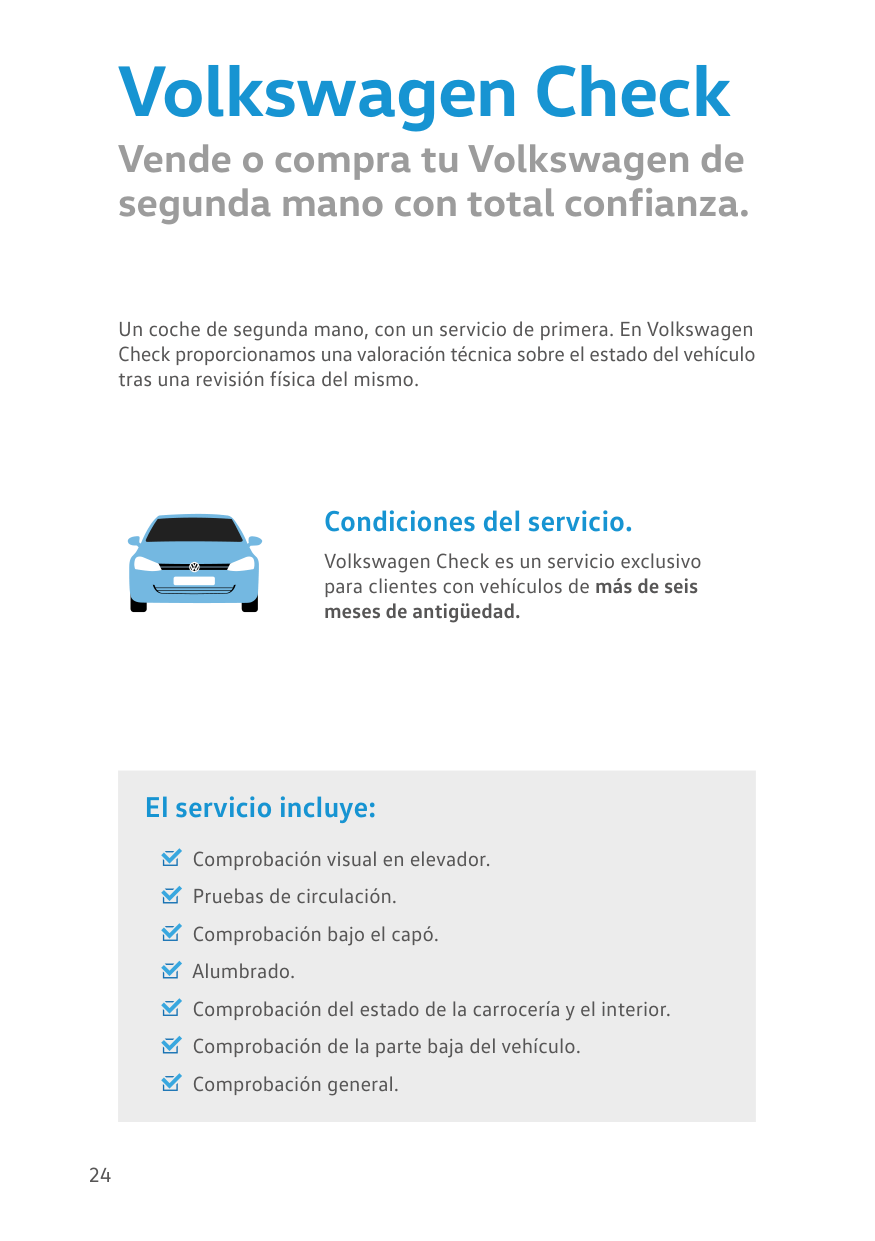 Volkswagen Check
Vende o compra tu Volkswagen de
segunda mano con total confianza.
Un coche de segunda mano, con un servicio de primera. En Volkswagen
Check proporcionamos una valoración técnica sobre el estado del vehículo
tras una revisión física del mismo.
Condiciones del servicio.
Volkswagen Check es un servicio exclusivo
para clientes con vehículos de más de seis
meses de antigüedad.
El servicio incluye:
Comprobación visual en elevador.
Pruebas de circulación.
Comprobación bajo el capó.
Alumbrado.
Comprobación del estado de la carrocería y el interior.
Comprobación de la parte baja del vehículo.
Comprobación general.
24